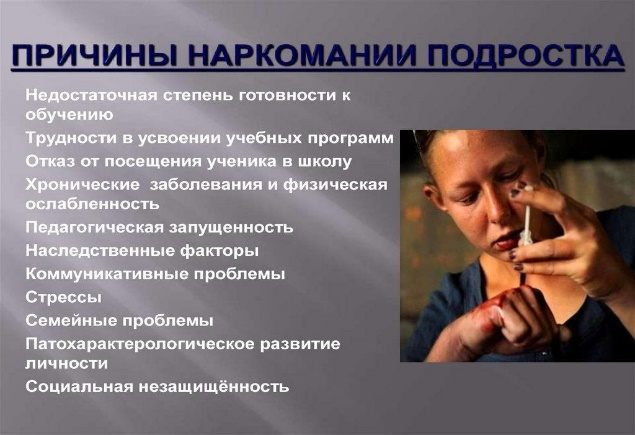 ПРИЧИНЫ НАРКОМАНИИ ПОДРОСТКА
Недостаточная степень готовности к
обучению
Трудности в усвоении учебных программ
Отказ от посещения ученика в школу
Хронические заболевания и физическая
ослабленность
Педагогическая запущенность
Наследственные факторы
Коммуникативные проблемы
Стрессы
Семейные проблемы
Патохарактерологическое развитие
личности
Социальная незащищённость